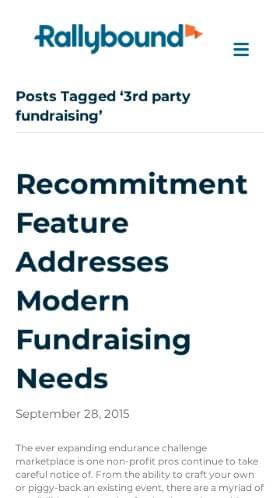 Rallybound
Posts Tagged ‘3rd party
fundraising’
Recommitment
Feature
Addresses
Modern
Fundraising
Needs
September 28, 2015
The ever expanding endurance challenge
marketplace is one non-profit pros continue to take
careful notice of. From the ability to craft your own
or piggy-back an existing event, there are a myriad of